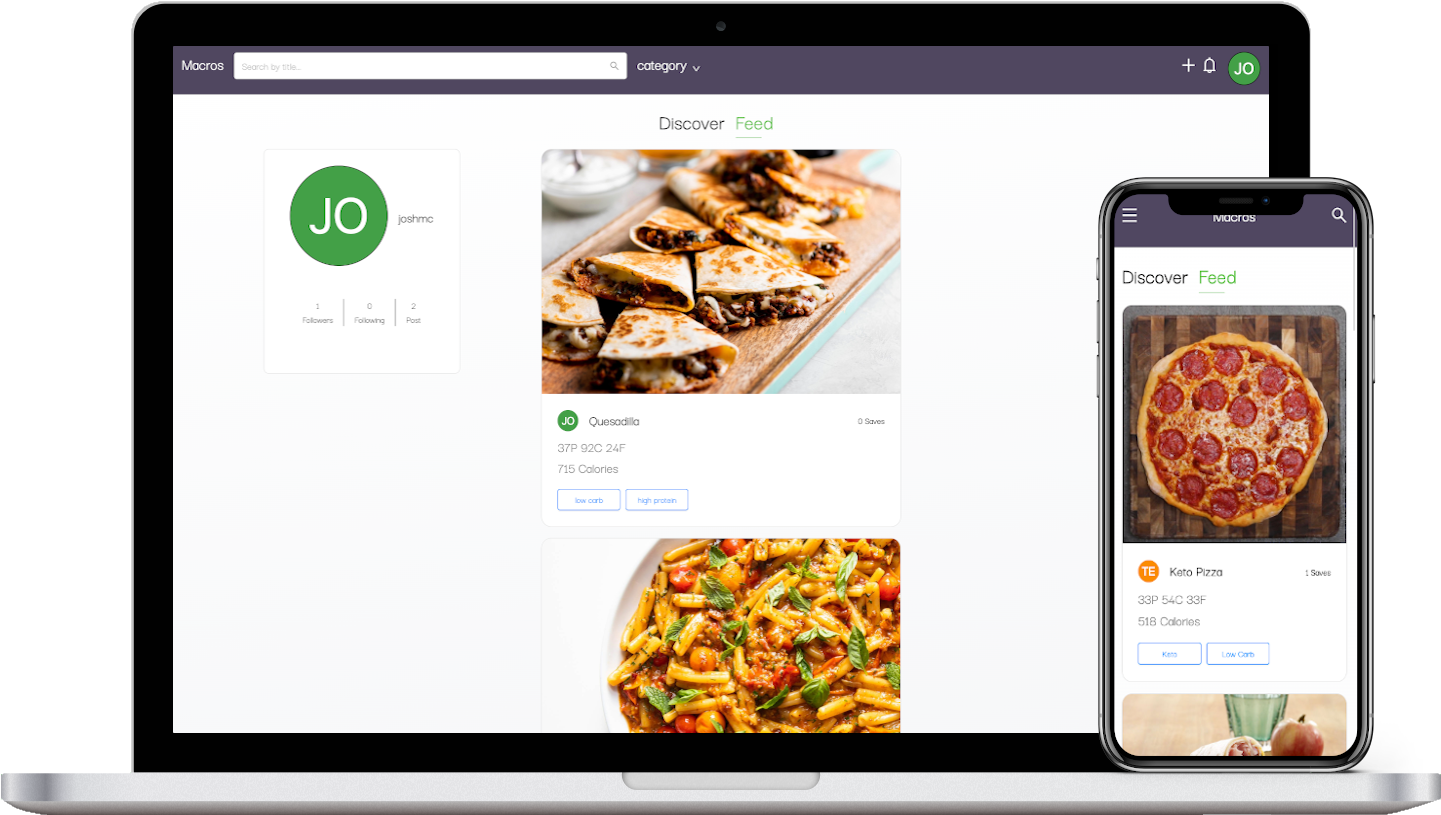 Macros Search by title... category JO
Discover Feed
JO joshmc
1 0 2
Followers Following Post
JO Quesadilla 0 Saves
37P 92C 24F
715 Calories
low carb high protein
Macros
Discover Feed
TE Keto Pizza 1 Saves
33P 54C 33F
518 Calories
Keto Low Carb